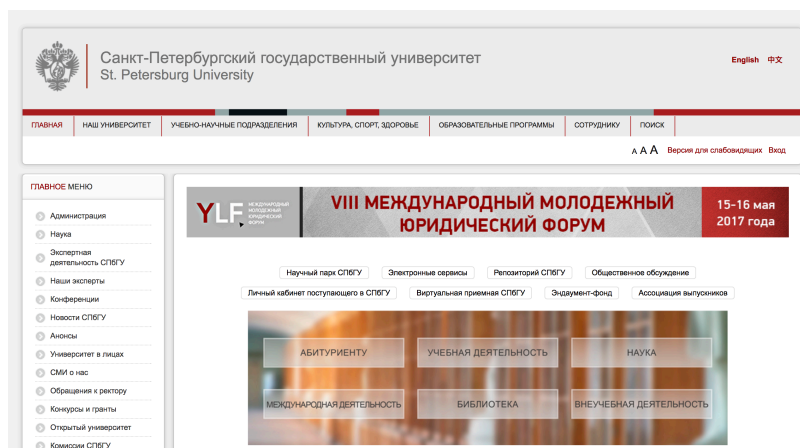 Санкт-Петербургский государственный университет
St. Petersburg University
English 中文
ГЛАВНАЯ НАШ УНИВЕРСИТЕТ УЧЕБНО-НАУЧНЫЕ ПОДРАЗДЕЛЕНИЯ КУЛЬТУРА, СПОРТ, ЗДОРОВЬЕ ОБРАЗОВАТЕЛЬНЫЕ ПРОГРАММЫ СОТРУДНИКУ ПОИСК
А А А Версия для слабовидящих Вход
ГЛАВНОЕ МЕНЮ
Администрация
Наука
Экспертная
деятельность СПбГУ
Наши эксперты
Конференции
Новости СПбГУ
Анонсы
Университет в лицах
СМИ о нас
Обращения к ректору
Конкурсы и гранты
Открытый университет
Комиссии СПбГУ
YLF
МЕЖДУНАРОДНЫЙ
МОЛОДЕЖНЫЙ
ЮРИДИЧЕСКИЙ
ФОРУМ
VIII МЕЖДУНАРОДНЫЙ МОЛОДЕЖНЫЙ
ЮРИДИЧЕСКИЙ ФОРУМ
15-16 мая
2017 года
Научный парк СПбГУ Электронные сервисы Репозиторий СПбГУ Общественное обсуждение
Личный кабинет поступающего в СПбГУ Виртуальная приемная СПбГУ Эндаумент-фонд Ассоциация выпускников
АБИТУРИЕНТУ УЧЕБНАЯ ДЕЯТЕЛЬНОСТЬ НАУКА
МЕЖДУНАРОДНАЯ ДЕЯТЕЛЬНОСТЬ БИБЛИОТЕКА ВНЕУЧЕБНАЯ ДЕЯТЕЛЬНОСТЬ